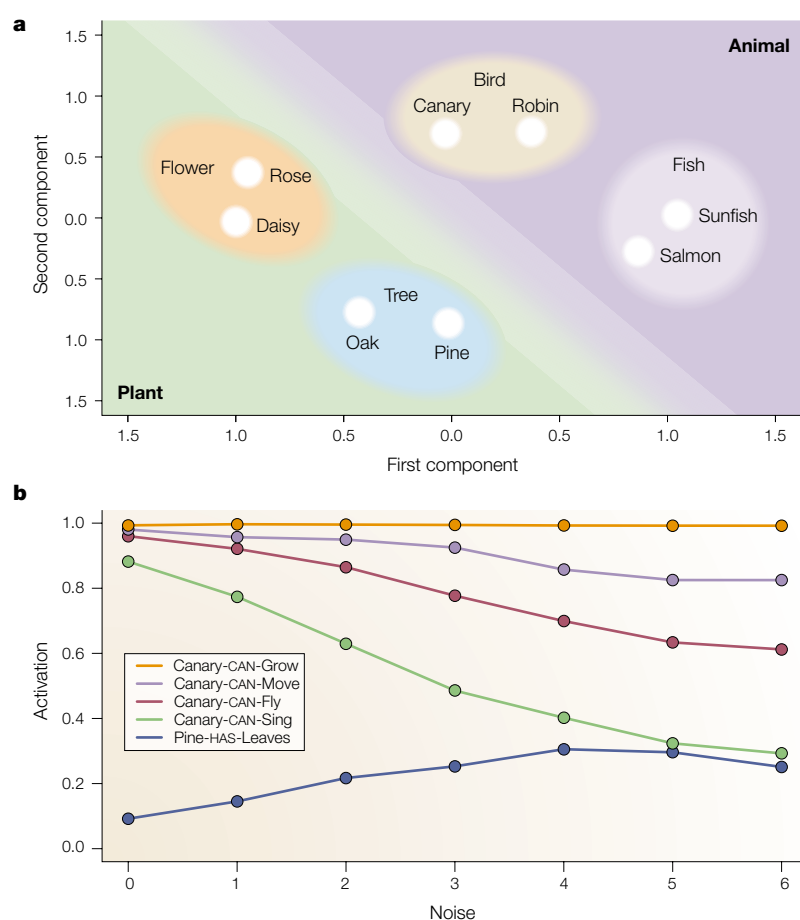 a
1.5
Animal
Bird
1.0
Canary
Robin
Fish
0.5
Flower
Rose
Sunfish
0.0
Daisy
Salmon
Second component
0.5
Tree
1.0
Oak
Pine
Plant
1.5
1.5 1.0 0.5 0.0 0.5 1.0 1.5
First component
b
1.0
0.8
0.6
Activation
Canary-CAN-Grow
Canary-CAN-Move
Canary-CAN-Fly
Canary-CAN-Sing
Pine-HAS-Leaves
0.4
0.2
0.0
0 1 2 3 4 5 6
Noise